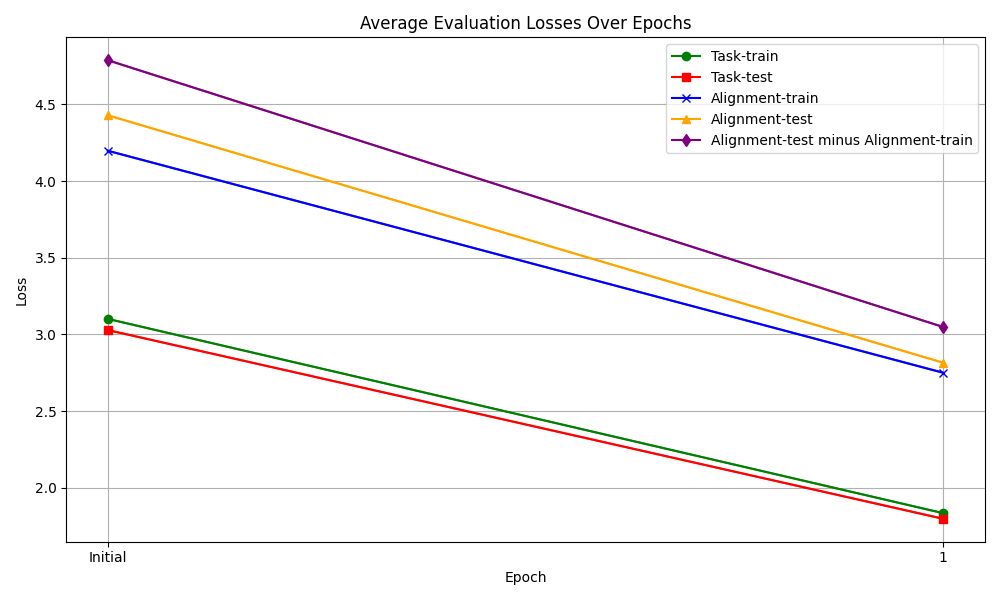 Average Evaluation Losses Over Epochs
Task-train
Task-test
Alignment-train
Alignment-test
Alignment-test minus Alignment-train
4.5
4.0
3.5
3.0
2.5
2.0
Loss
Initial
1
Epoch